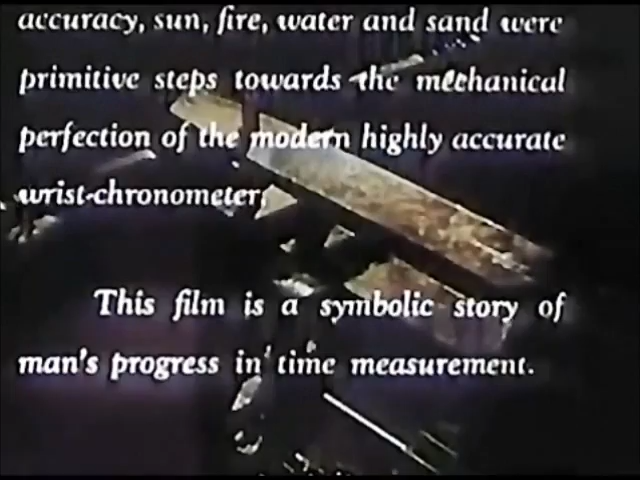 accuracy, sun, fire, water and sand were
primitive steps towards the mechanical
perfection of the modern highly accurate
wrist-chronometer.
This film is a symbolic story of
man's progress in time measurement.